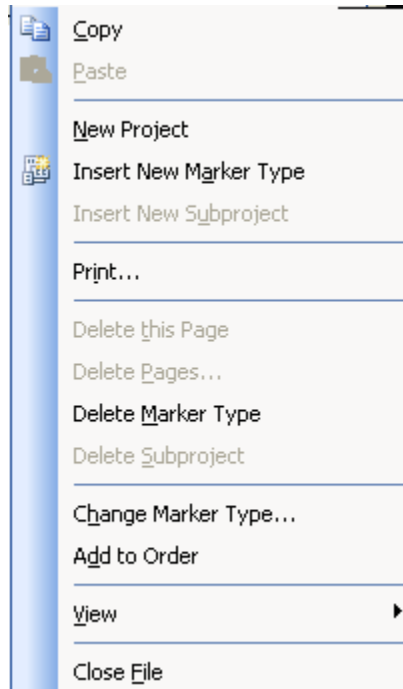 Copy
Paste
New Project
Insert New Marker Type
Insert New Subproject
Print...
Delete this Page
Delete Pages...
Delete Marker Type
Delete Subproject
Change Marker Type...
Add to Order
View
Close File